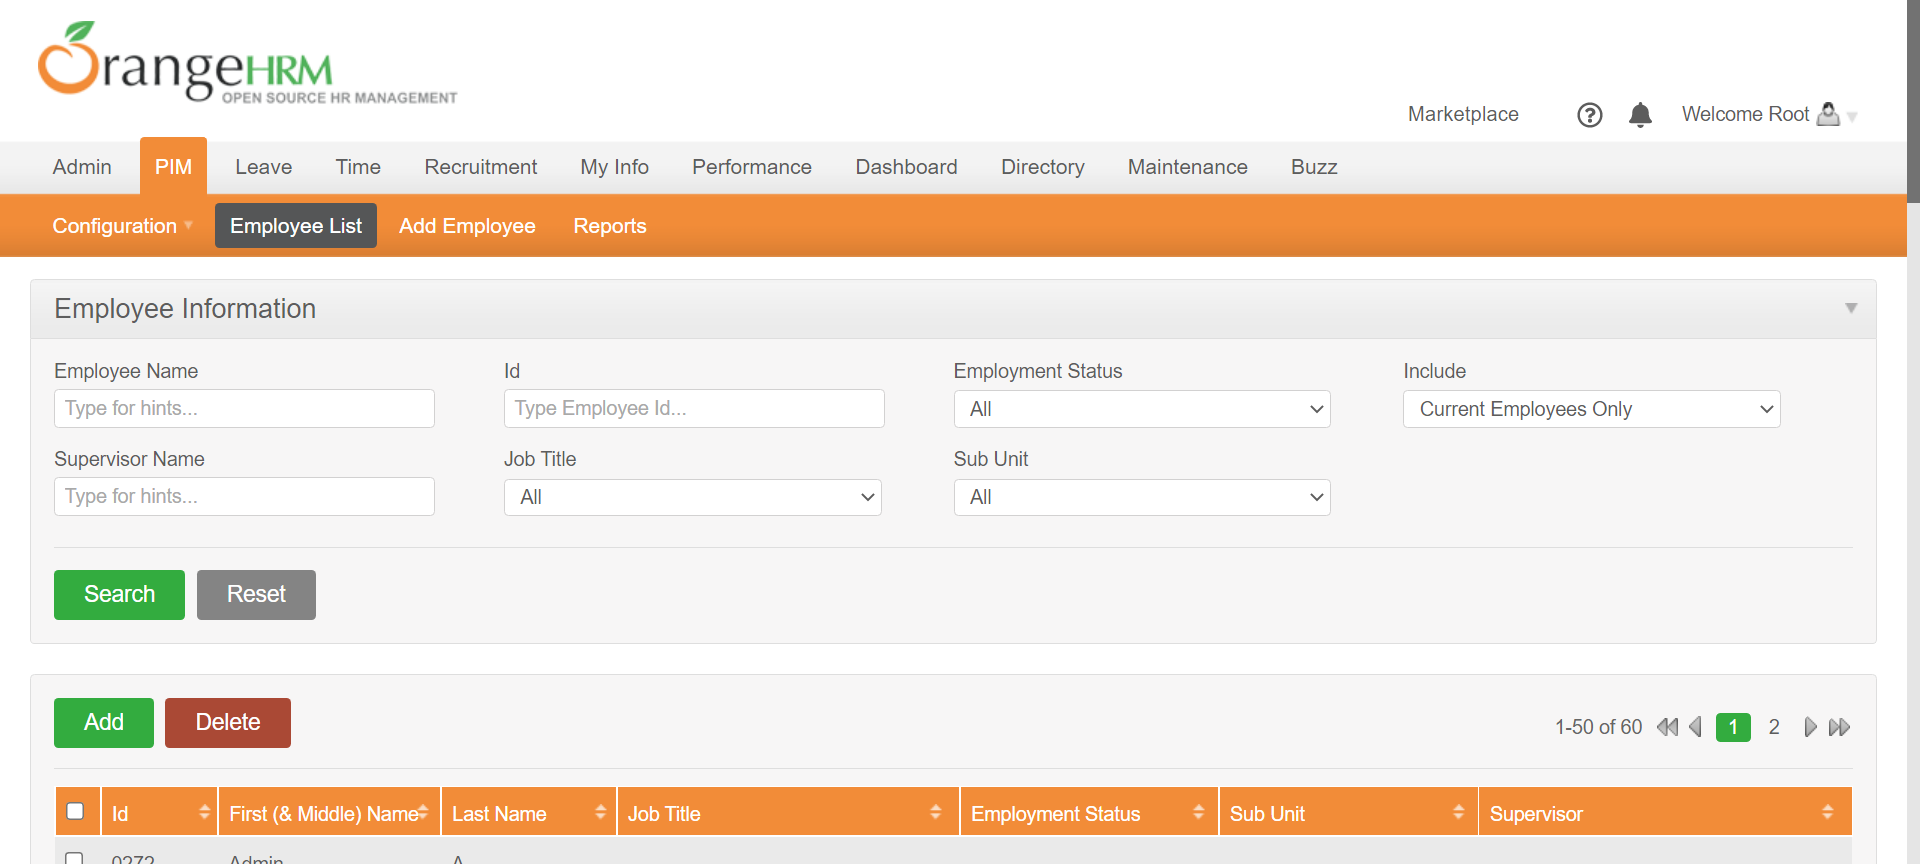 OrangeHRM
OPEN SOURCE HR MANAGEMENT
Marketplace
?
Welcome Root
Admin PIM Leave Time Recruitment My Info Performance Dashboard Directory Maintenance Buzz
Configuration Employee List Add Employee Reports
Employee Information
Employee Name Id Employment Status Include
Type for hints... Type Employee Id... All Current Employees Only
Supervisor Name Job Title Sub Unit
Type for hints... All All
Search Reset
Add Delete
1-50 of 60 1 2
Id First (& Middle) Name Last Name Job Title Employment Status Sub Unit Supervisor
0272 Admin A